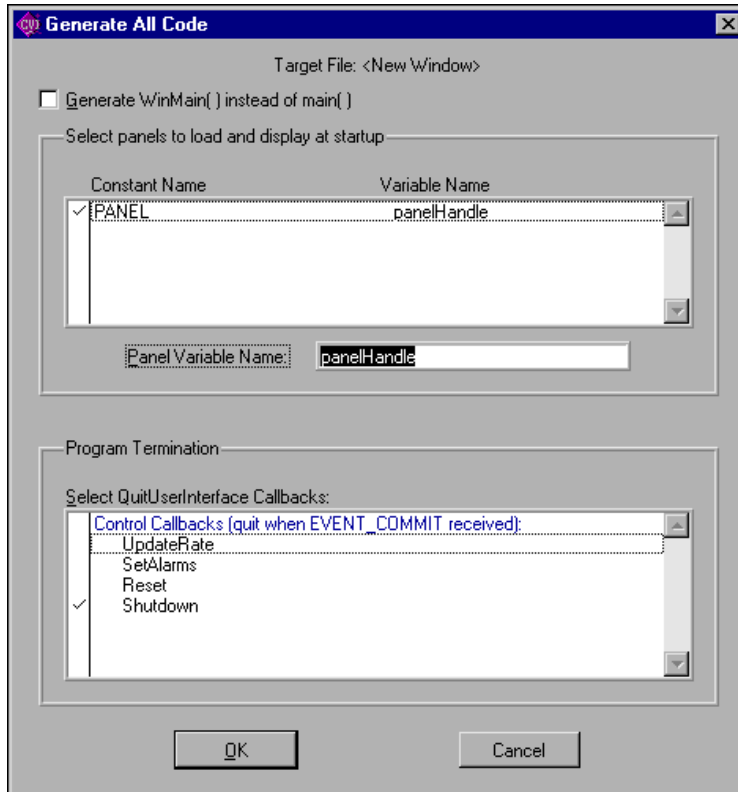 CVI Generate All Code
Target File: <New Window>
Generate WinMain( ) instead of main( )
Select panels to load and display at startup
Constant Name Variable Name
PANEL panelHandle
Panel Variable Name: panelHandle
Program Termination
Select QuitUserInterface Callbacks:
Control Callbacks (quit when EVENT_COMMIT received):
UpdateRate
SetAlarms
Reset
Shutdown
OK Cancel